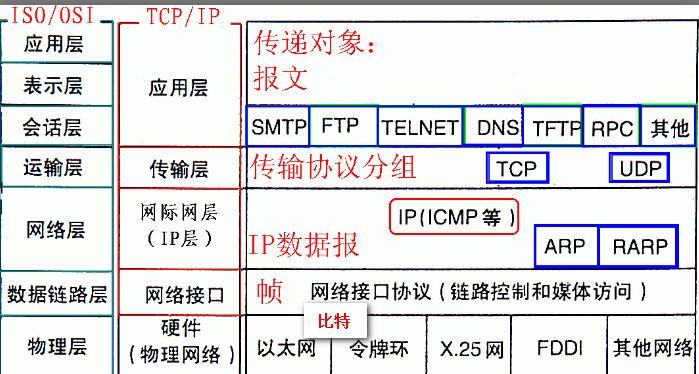 ISO/OSI TCP/IP
应用层 传递对象：
表示层 应用层 报文
会话层 SMTP FTP TELNET DNS TFTP RPC 其他
运输层 传输层 传输协议分组 TCP UDP
网际网层 IP(ICMP等)
网络层 (IP层) IP数据报 ARP RARP
数据链路层 网络接口 帧 网络接口协议(链路控制和媒体访问)
硬件 比特
物理层 (物理网络) 以太网 令牌环 X.25网 FDDI 其他网络